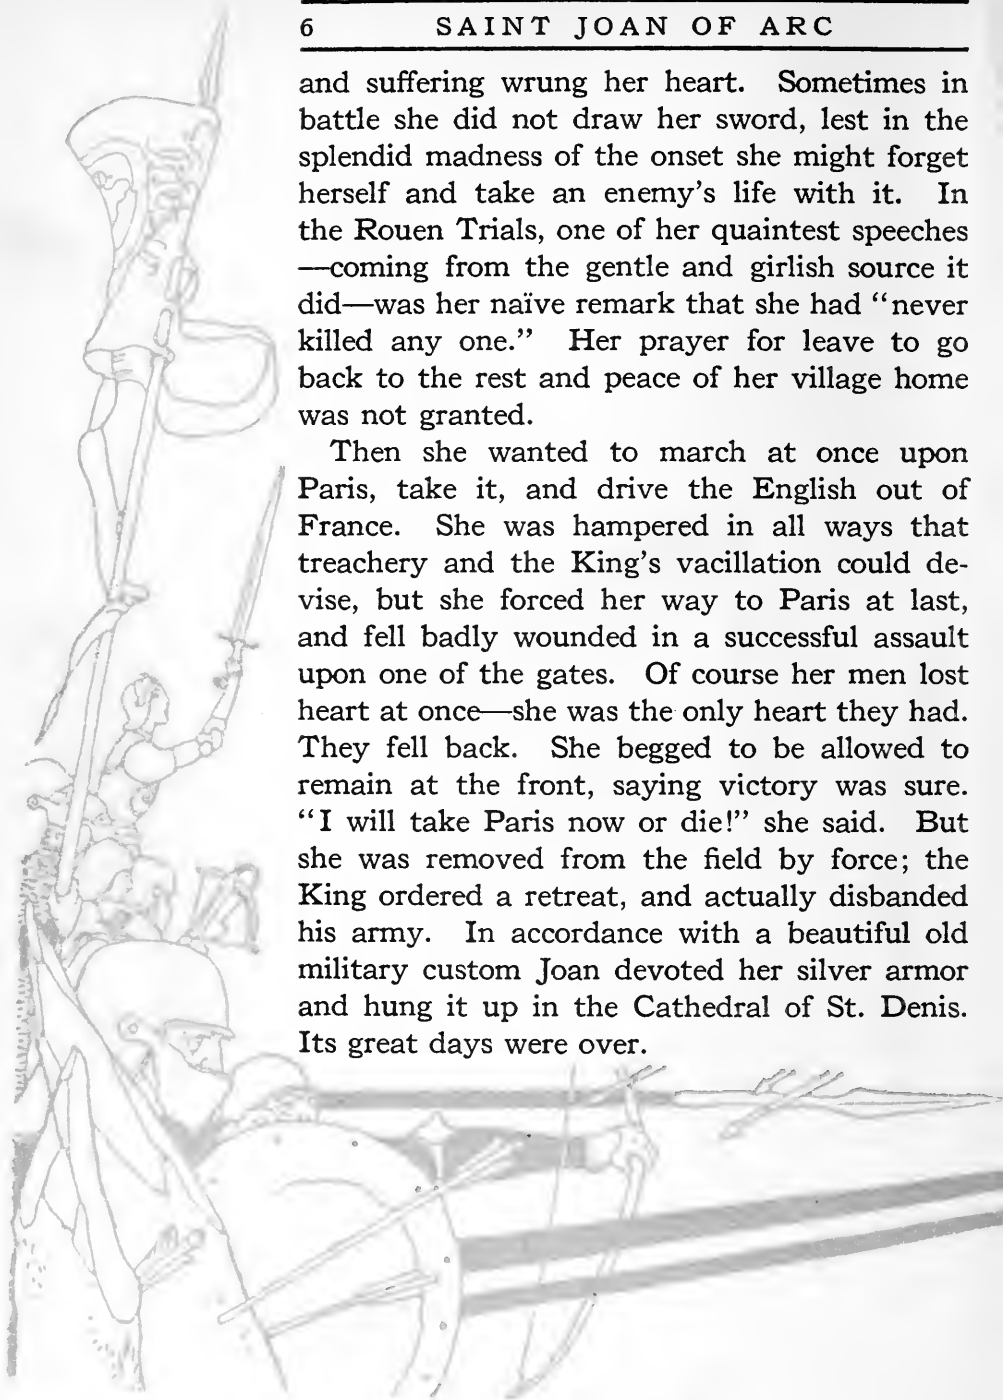 6 SAINT JOAN OF ARC
and suffering wrung her heart. Sometimes in
battle she did not draw her sword, lest in the
splendid madness of the onset she might forget
herself and take an enemy's life with it. In
the Rouen Trials, one of her quaintest speeches
—coming from the gentle and girlish source it
did—was her naïve remark that she had “never
killed any one.” Her prayer for leave to go
back to the rest and peace of her village home
was not granted.
Then she wanted to march at once upon
Paris, take it, and drive the English out of
France. She was hampered in all ways that
treachery and the King's vacillation could de-
vise, but she forced her way to Paris at last,
and fell badly wounded in a successful assault
upon one of the gates. Of course her men lost
heart at once—she was the only heart they had.
They fell back. She begged to be allowed to
remain at the front, saying victory was sure.
“I will take Paris now or die!” she said. But
she was removed from the field by force; the
King ordered a retreat, and actually disbanded
his army. In accordance with a beautiful old
military custom Joan devoted her silver armor
and hung it up in the Cathedral of St. Denis.
Its great days were over.